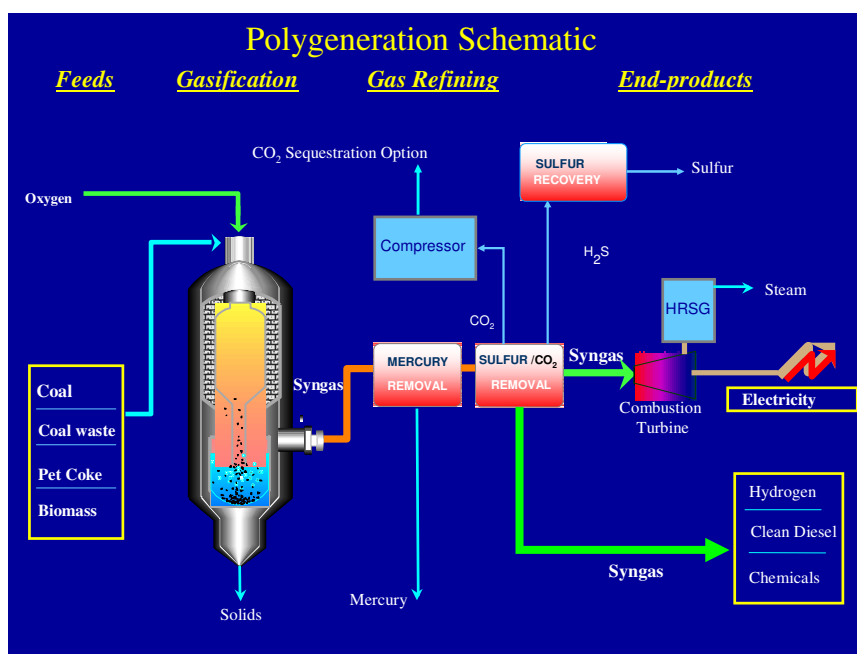 Polygeneration Schematic
Feeds
Gasification
Gas Refining
End-products
CO2 Sequestration Option
SULFUR
RECOVERY
Sulfur
Oxygen
Compressor
H2S
HRSG
Steam
CO2
Syngas
MERCURY
REMOVAL
SULFUR /CO2
REMOVAL
Syngas
Combustion
Turbine
Electricity
Coal
Coal waste
Pet Coke
Biomass
Hydrogen
Clean Diesel
Chemicals
Syngas
Solids
Mercury